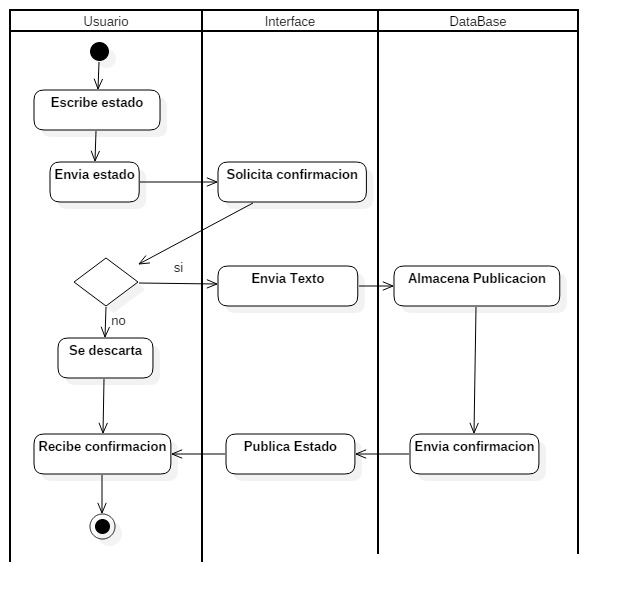 Usuario
Interface
DataBase
Escribe estado
Envia estado
Solicita confirmacion
si
Envia Texto
Almacena Publicacion
no
Se descarta
Recibe confirmacion
Publica Estado
Envia confirmacion